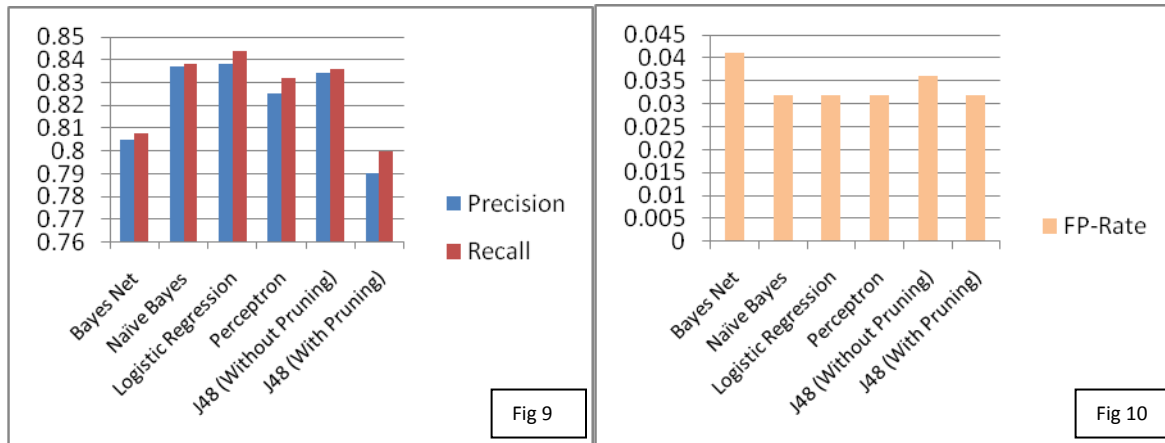 0.85
0.84
0.83
0.82
0.81
0.8
0.79
0.78
0.77
0.76
Bayes Net
Naïve Bayes
Logistic Regression
Perceptron
J48 (Without Pruning)
J48 (With Pruning)
Precision
Recall
Fig 9
0.045
0.04
0.035
0.03
0.025
0.02
0.015
0.01
0.005
0
Bayes Net
Naïve Bayes
Logistic Regression
Perceptron
J48 (Without Pruning)
J48 (With Pruning)
FP-Rate
Fig 10